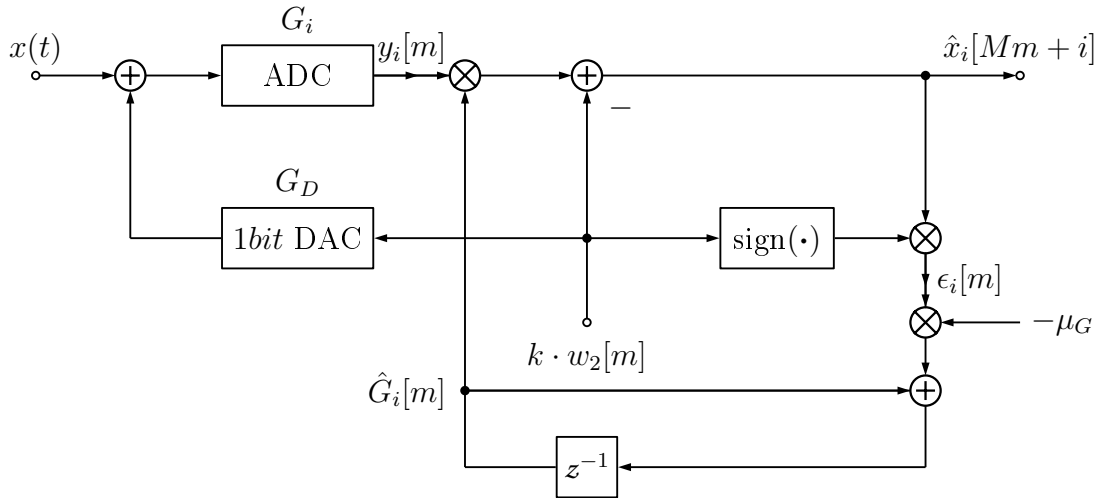 G_i
x(t)
ADC
y_i[m]
x̂_i[Mm + i]
−
G_D
1bit DAC
sign(·)
ϵ_i[m]
−μ_G
k · w_2[m]
Ĝ_i[m]
z^{−1}